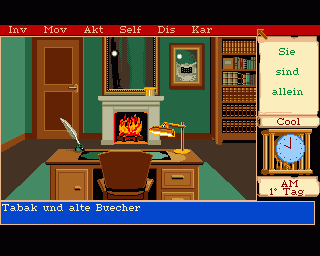 Inv Mov Akt Self Dis Kar
Sie
sind
allein
Cool
AM
1° Tag
Tabak und alte Buecher